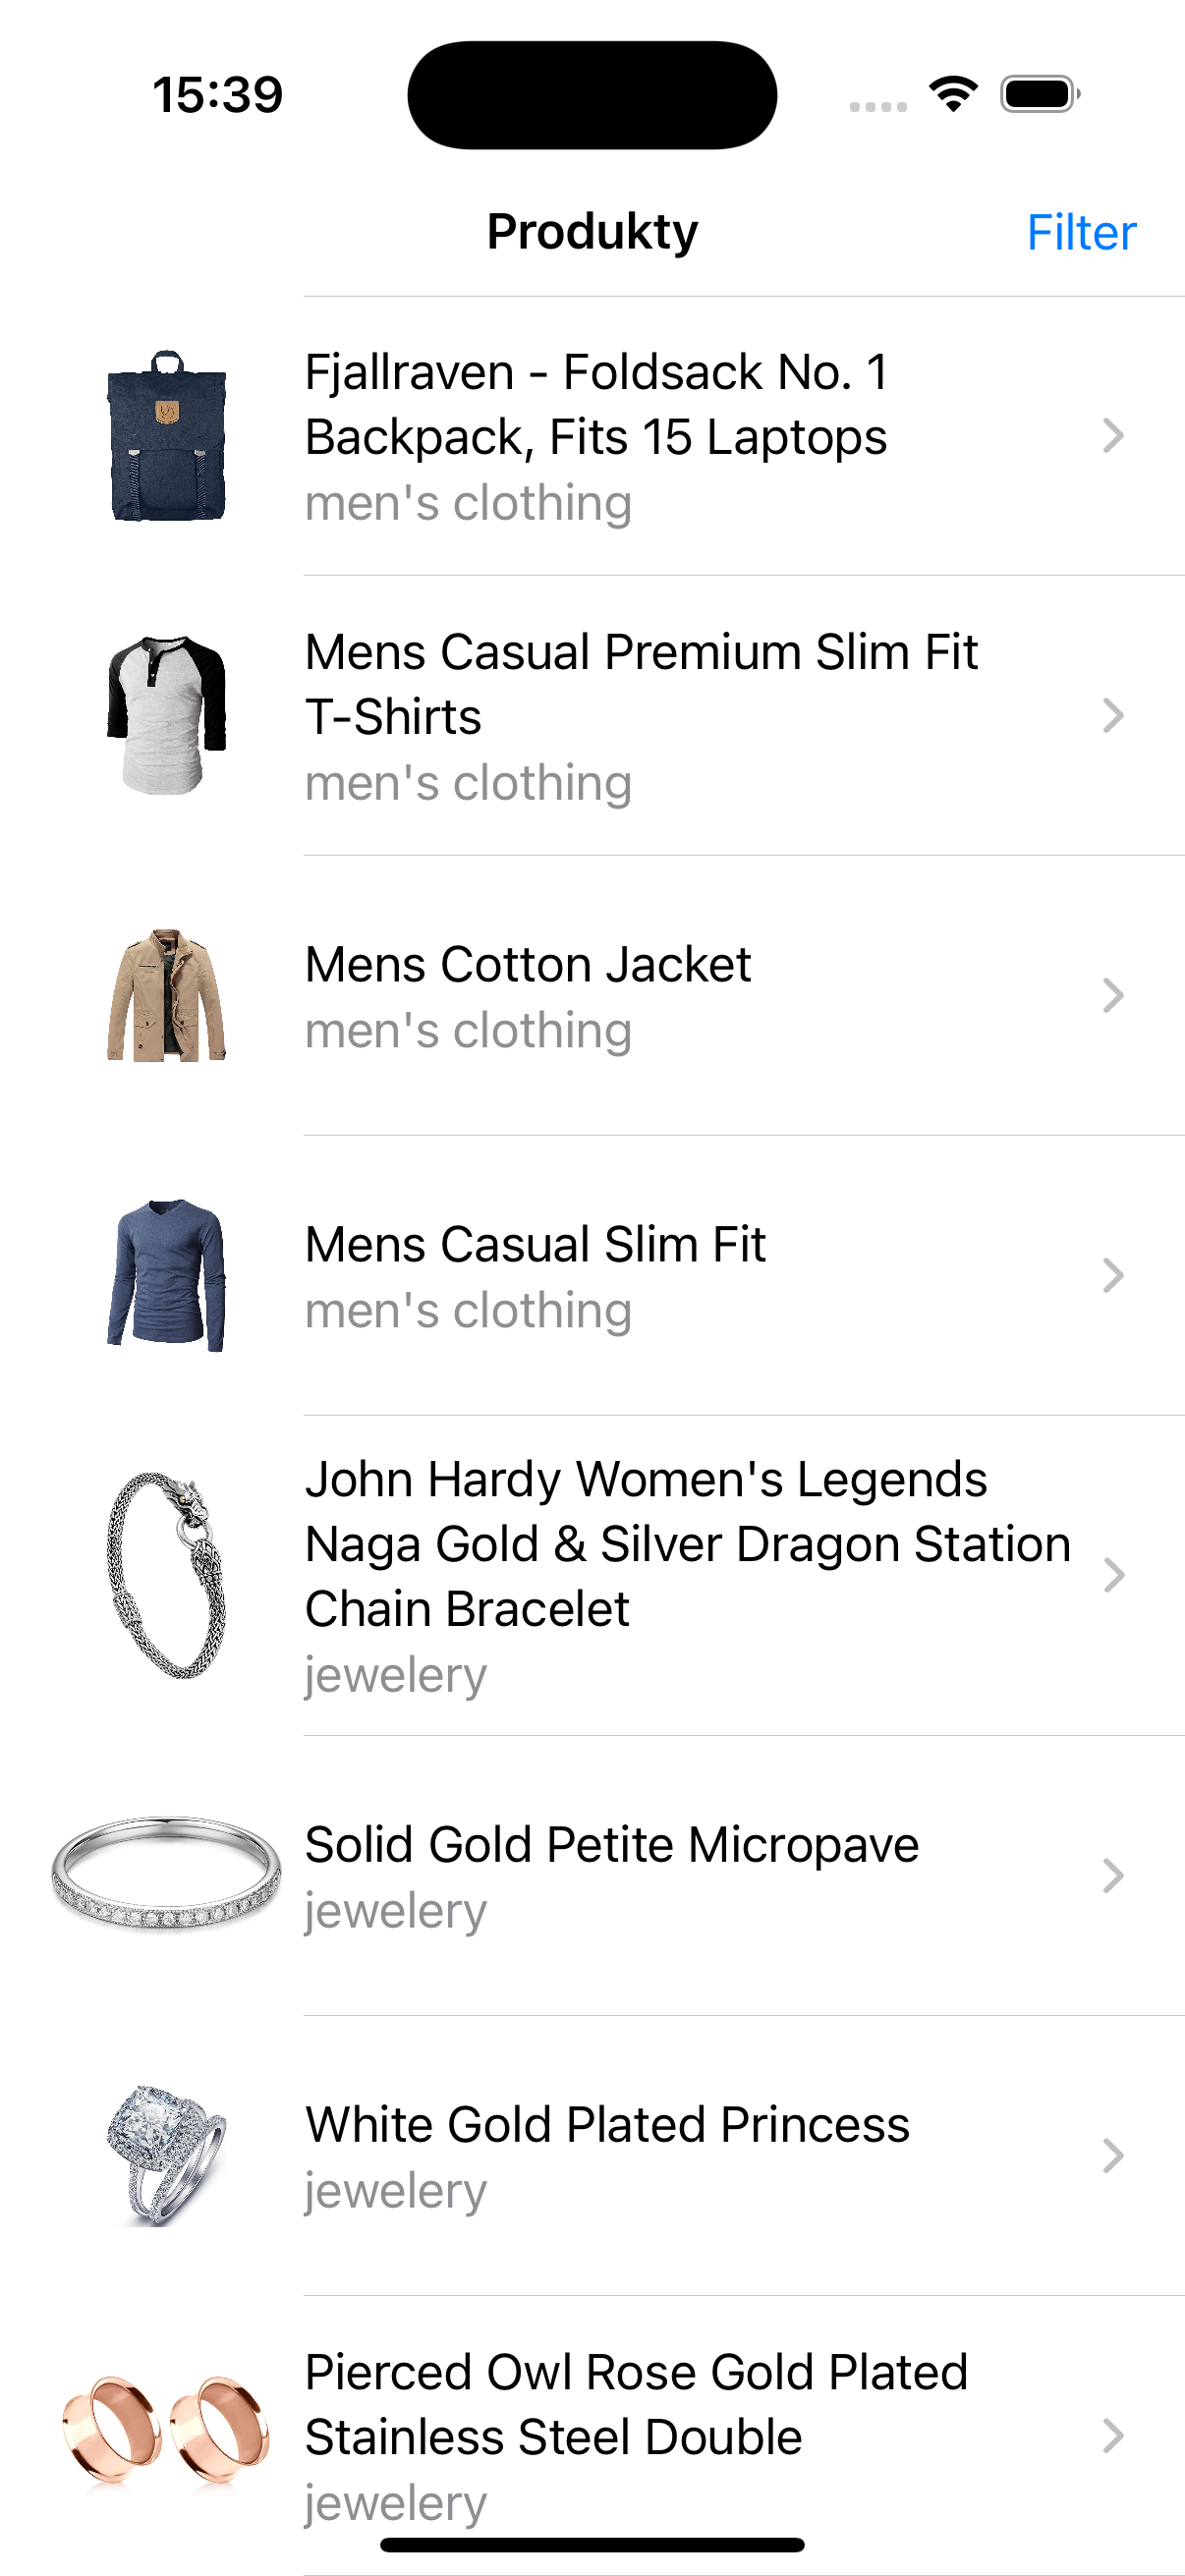 15:39
Produkty
Filter
Fjallraven - Foldsack No. 1
Backpack, Fits 15 Laptops
men's clothing
Mens Casual Premium Slim Fit
T-Shirts
men's clothing
Mens Cotton Jacket
men's clothing
Mens Casual Slim Fit
men's clothing
John Hardy Women's Legends
Naga Gold & Silver Dragon Station
Chain Bracelet
jewelery
Solid Gold Petite Micropave
jewelery
White Gold Plated Princess
jewelery
Pierced Owl Rose Gold Plated
Stainless Steel Double
jewelery